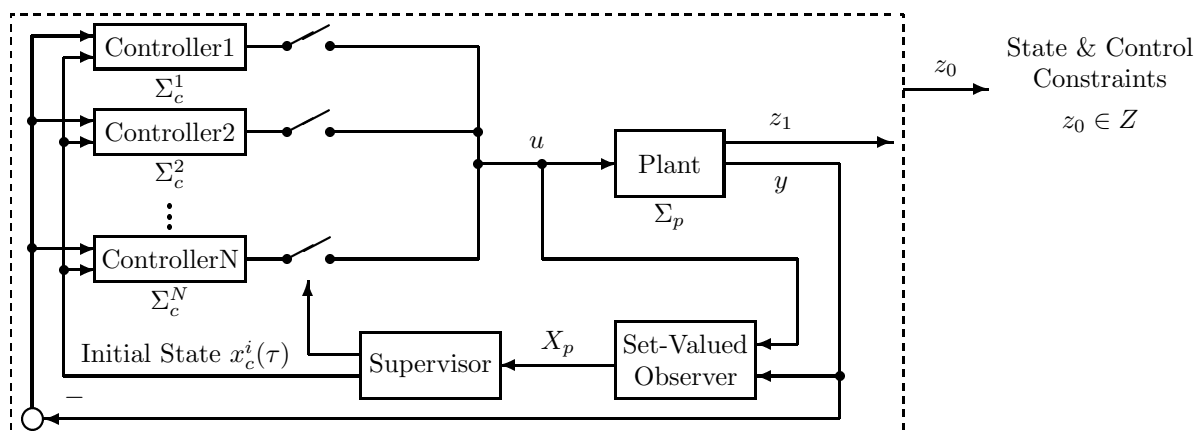 Controller1
Σ_c^1
Controller2
Σ_c^2
ControllerN
Σ_c^N
u
Plant
Σ_p
z_1
y
z_0
State & Control
Constraints
z_0 ∈ Z
Initial State x_c^i(τ)
Supervisor
X_p
Set-Valued
Observer
−